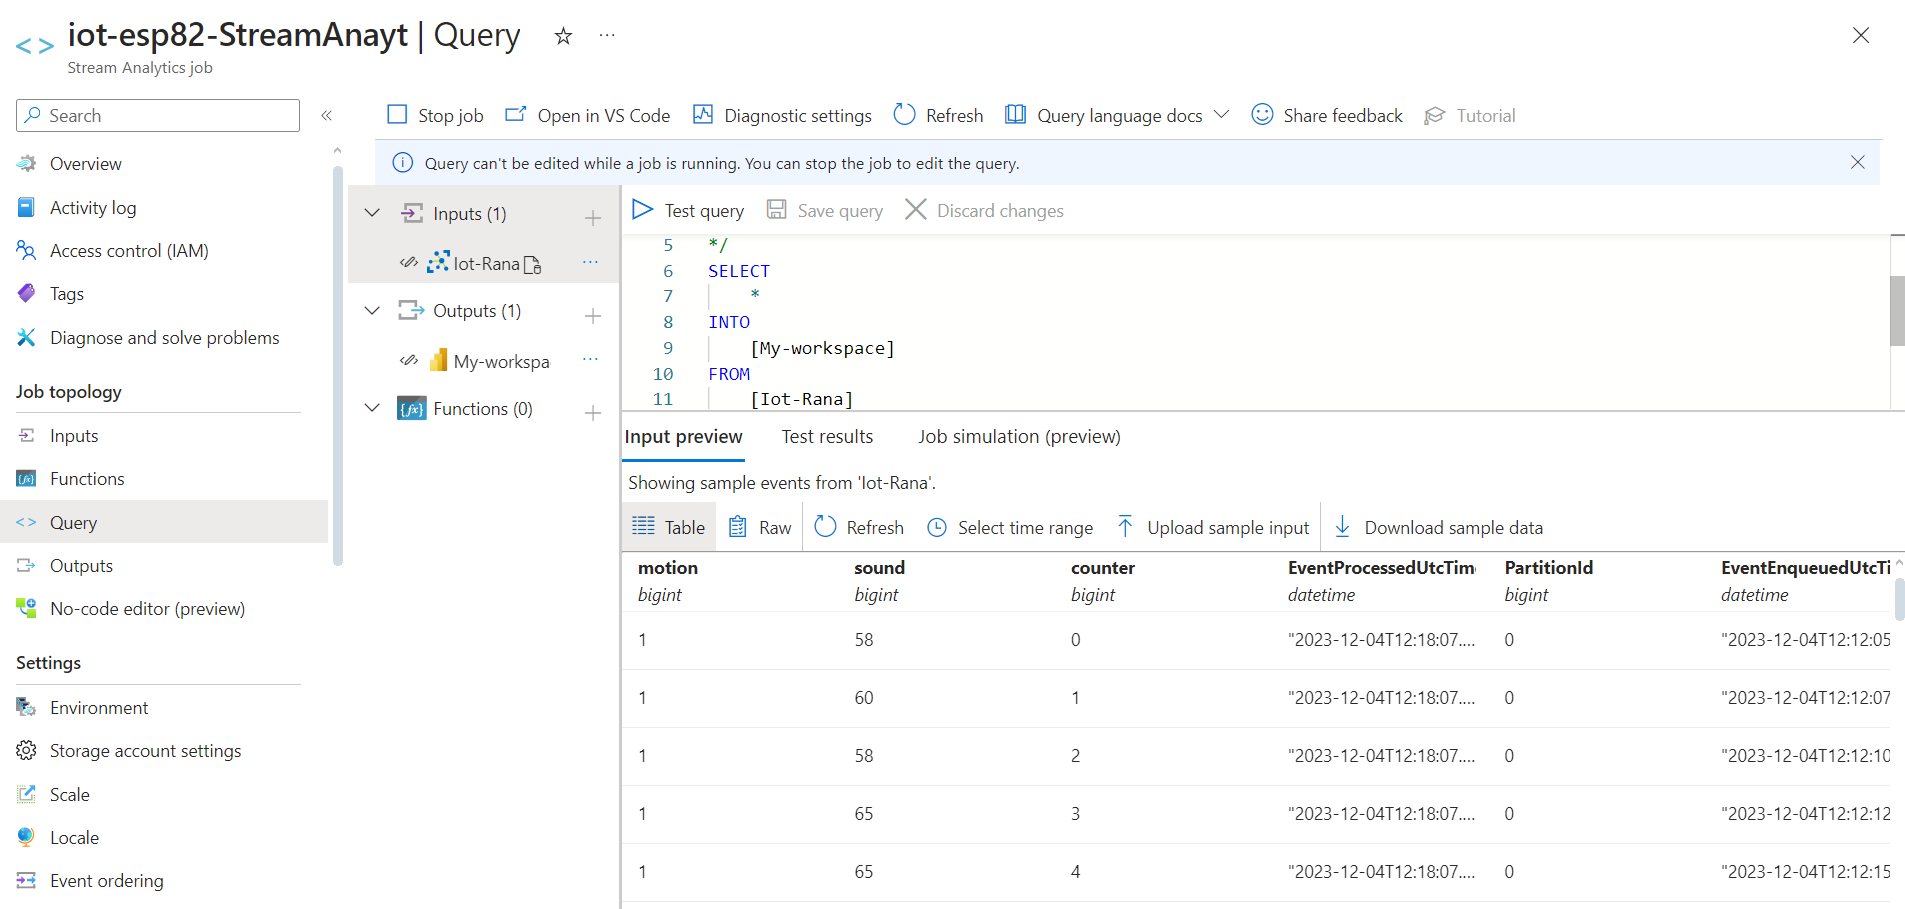 iot-esp82-StreamAnayt | Query
Stream Analytics job
Search
Overview
Activity log
Access control (IAM)
Tags
Diagnose and solve problems
Job topology
Inputs
Functions
Query
Outputs
No-code editor (preview)
Settings
Environment
Storage account settings
Scale
Locale
Event ordering
Stop job Open in VS Code Diagnostic settings Refresh Query language docs Share feedback Tutorial
Query can't be edited while a job is running. You can stop the job to edit the query.
Inputs (1)
Iot-Rana
Outputs (1)
My-workspa
Functions (0)
Test query Save query Discard changes
5 */
6 SELECT
7 *
8 INTO
9 [My-workspace]
10 FROM
11 [Iot-Rana]
Input preview Test results Job simulation (preview)
Showing sample events from 'Iot-Rana'.
Table Raw Refresh Select time range Upload sample input Download sample data
motion sound counter EventProcessedUtcTim PartitionId EventEnqueuedUtcTi
bigint bigint bigint datetime bigint datetime
1 58 0 "2023-12-04T12:18:07.... 0 "2023-12-04T12:12:05
1 60 1 "2023-12-04T12:18:07.... 0 "2023-12-04T12:12:07
1 58 2 "2023-12-04T12:18:07.... 0 "2023-12-04T12:12:10
1 65 3 "2023-12-04T12:18:07.... 0 "2023-12-04T12:12:12
1 65 4 "2023-12-04T12:18:07.... 0 "2023-12-04T12:12:15